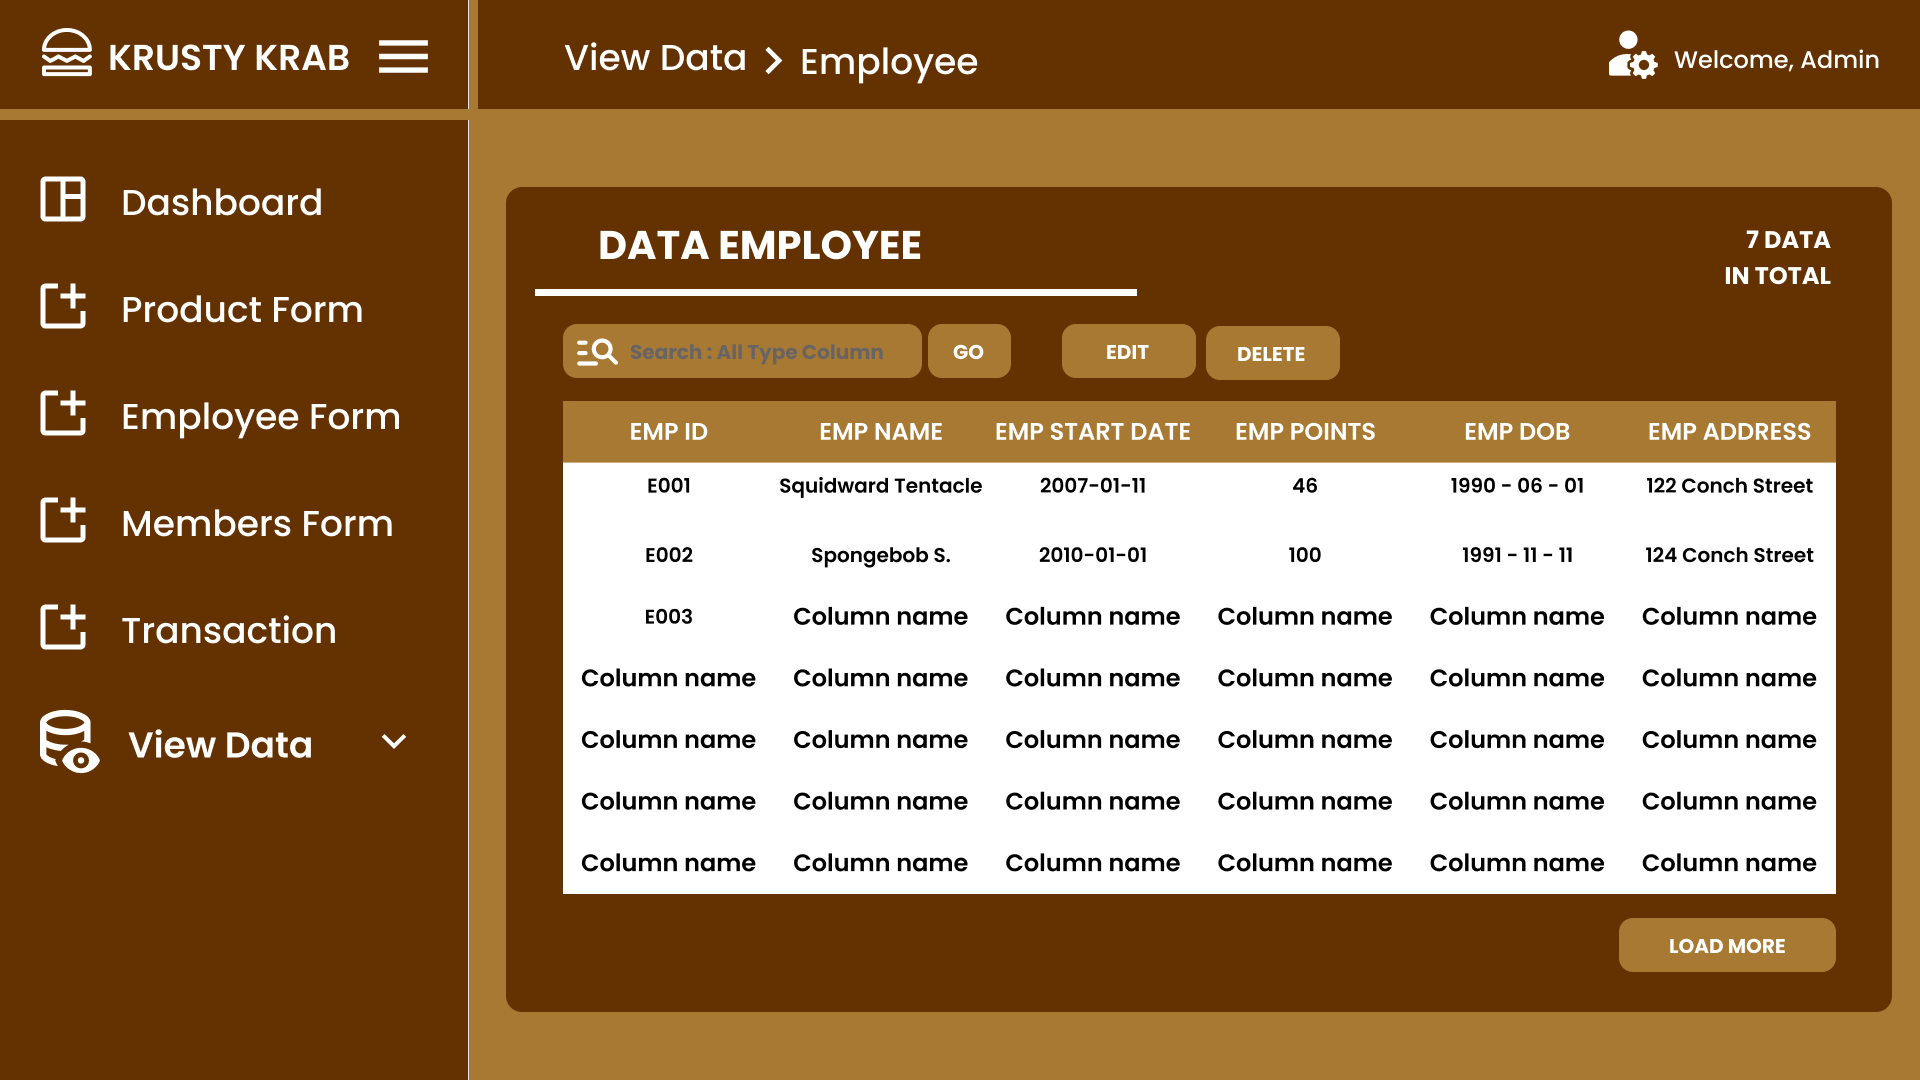 KRUSTY KRAB
View Data > Employee
Welcome, Admin
Dashboard
Product Form
Employee Form
Members Form
Transaction
View Data
DATA EMPLOYEE
7 DATA
IN TOTAL
Search : All Type Column
GO
EDIT
DELETE
EMP ID EMP NAME EMP START DATE EMP POINTS EMP DOB EMP ADDRESS
E001 Squidward Tentacle 2007-01-11 46 1990 - 06 - 01 122 Conch Street
E002 Spongebob S. 2010-01-01 100 1991 - 11 - 11 124 Conch Street
E003 Column name Column name Column name Column name Column name
Column name Column name Column name Column name Column name Column name
Column name Column name Column name Column name Column name Column name
Column name Column name Column name Column name Column name Column name
Column name Column name Column name Column name Column name Column name
LOAD MORE